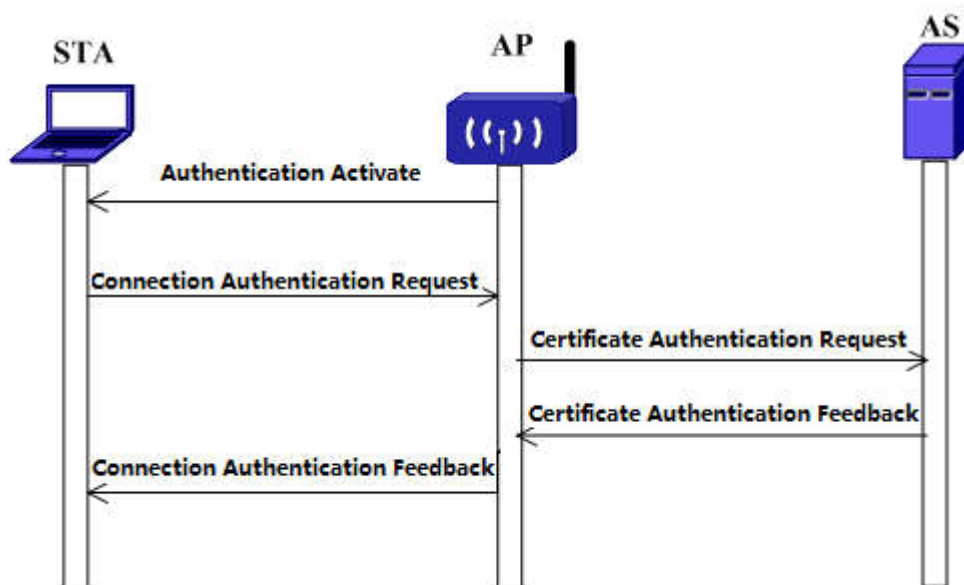 STA
AP
AS
Authentication Activate
Connection Authentication Request
Certificate Authentication Request
Certificate Authentication Feedback
Connection Authentication Feedback